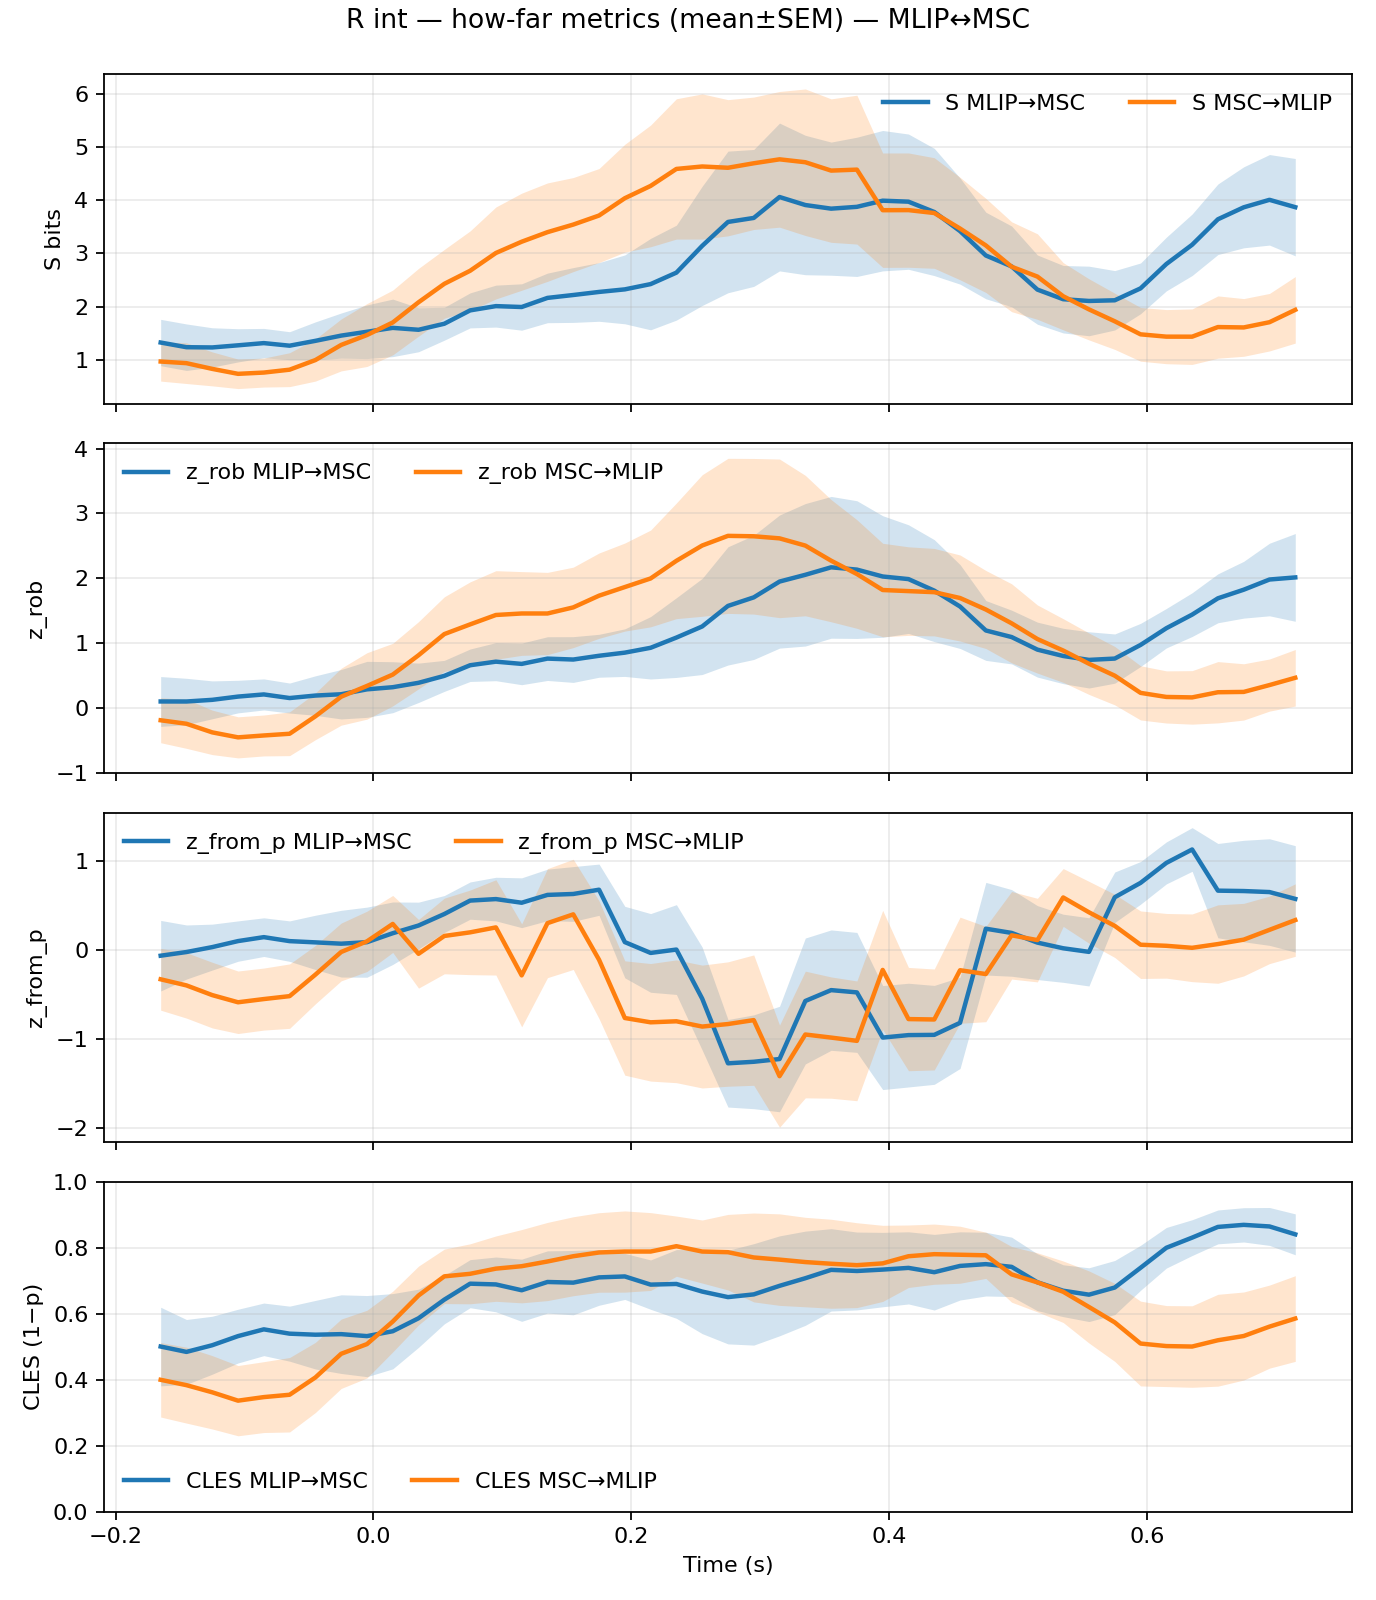 R int — how-far metrics (mean±SEM) — MLIP↔MSC
S MLIP→MSC S MSC→MLIP
6
5
4
3
2
1
S bits
z_rob MLIP→MSC z_rob MSC→MLIP
4
3
2
1
0
−1
z_rob
z_from_p MLIP→MSC z_from_p MSC→MLIP
1
0
−1
−2
z_from_p
1.0
0.8
0.6
0.4
0.2
0.0
CLES (1−p)
CLES MLIP→MSC CLES MSC→MLIP
−0.2 0.0 0.2 0.4 0.6
Time (s)